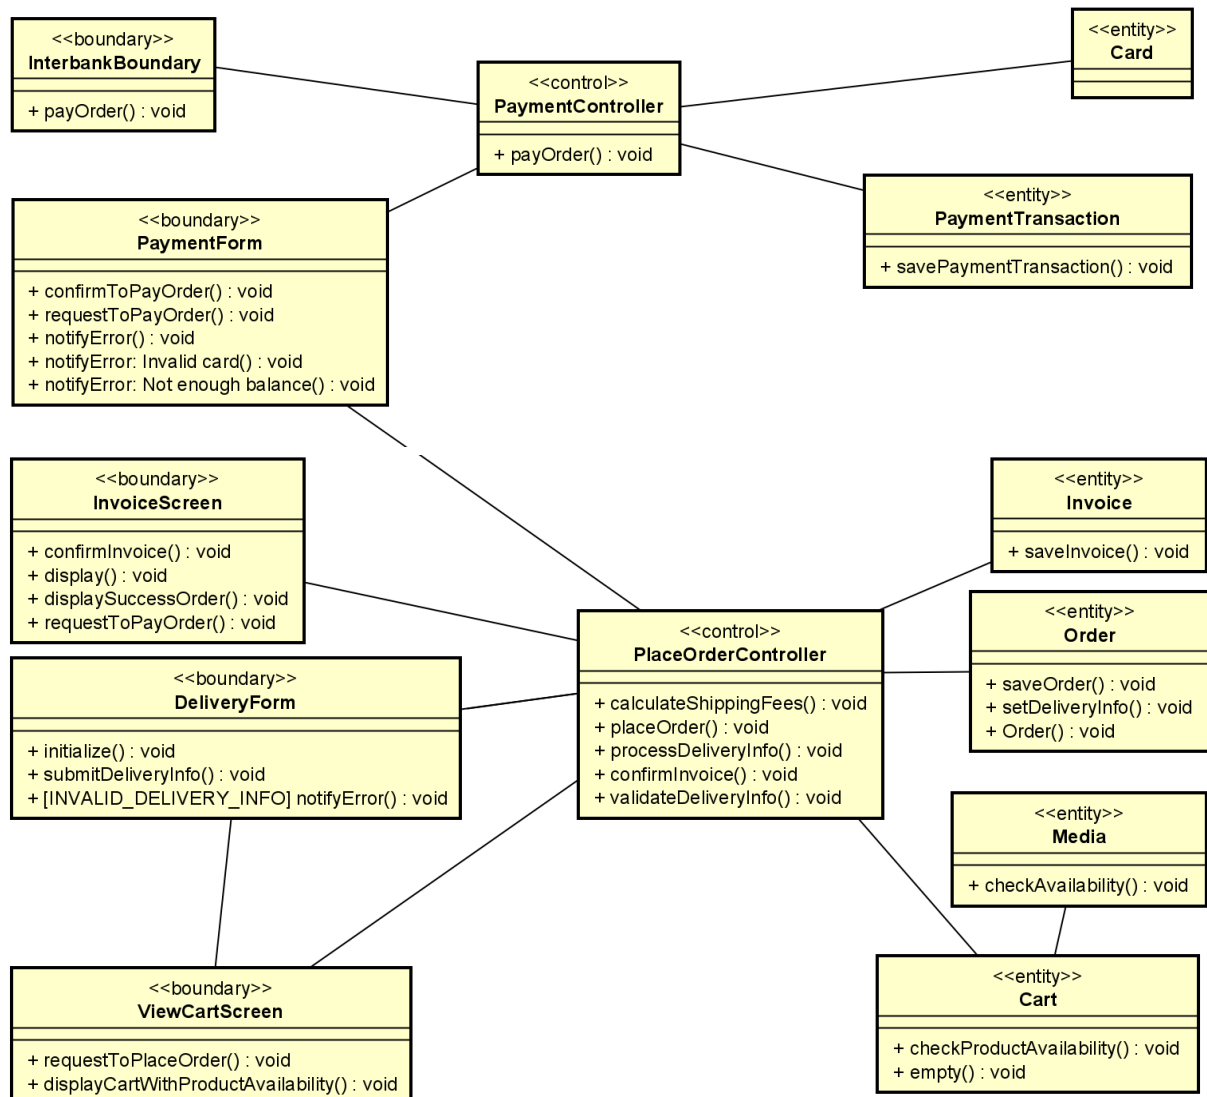 <<boundary>>
InterbankBoundary
+ payOrder() : void
<<control>>
PaymentController
+ payOrder() : void
<<entity>>
Card
<<entity>>
PaymentTransaction
+ savePaymentTransaction() : void
<<boundary>>
PaymentForm
+ confirmToPayOrder() : void
+ requestToPayOrder() : void
+ notifyError() : void
+ notifyError: Invalid card() : void
+ notifyError: Not enough balance() : void
<<boundary>>
InvoiceScreen
+ confirmInvoice() : void
+ display() : void
+ displaySuccessOrder() : void
+ requestToPayOrder() : void
<<entity>>
Invoice
+ saveInvoice() : void
<<control>>
PlaceOrderController
+ calculateShippingFees() : void
+ placeOrder() : void
+ processDeliveryInfo() : void
+ confirmInvoice() : void
+ validateDeliveryInfo() : void
<<entity>>
Order
+ saveOrder() : void
+ setDeliveryInfo() : void
+ Order() : void
<<boundary>>
DeliveryForm
+ initialize() : void
+ submitDeliveryInfo() : void
+ [INVALID_DELIVERY_INFO] notifyError() : void
<<entity>>
Media
+ checkAvailability() : void
<<boundary>>
ViewCartScreen
+ requestToPlaceOrder() : void
+ displayCartWithProductAvailability() : void
<<entity>>
Cart
+ checkProductAvailability() : void
+ empty() : void